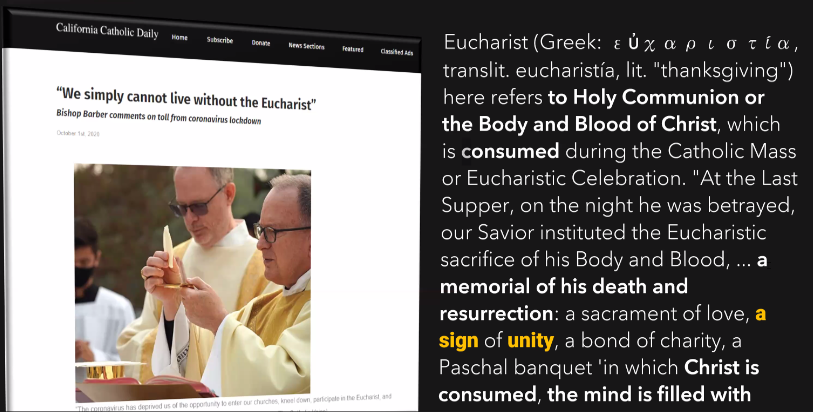 California Catholic Daily
Home Subscribe Donate News Sections Featured Classified Ads
“We simply cannot live without the Eucharist”
Bishop Barber comments on toll from coronavirus lockdown
October 1st 2020
"The coronavirus has deprived us of the opportunity to enter our churches, kneel down, participate in the Eucharist, and
Eucharist (Greek: εὐχαριστία,
translit. eucharistía, lit. "thanksgiving")
here refers to Holy Communion or
the Body and Blood of Christ, which
is consumed during the Catholic Mass
or Eucharistic Celebration. "At the Last
Supper, on the night he was betrayed,
our Savior instituted the Eucharistic
sacrifice of his Body and Blood, ... a
memorial of his death and
resurrection: a sacrament of love, a
sign of unity, a bond of charity, a
Paschal banquet 'in which Christ is
consumed, the mind is filled with